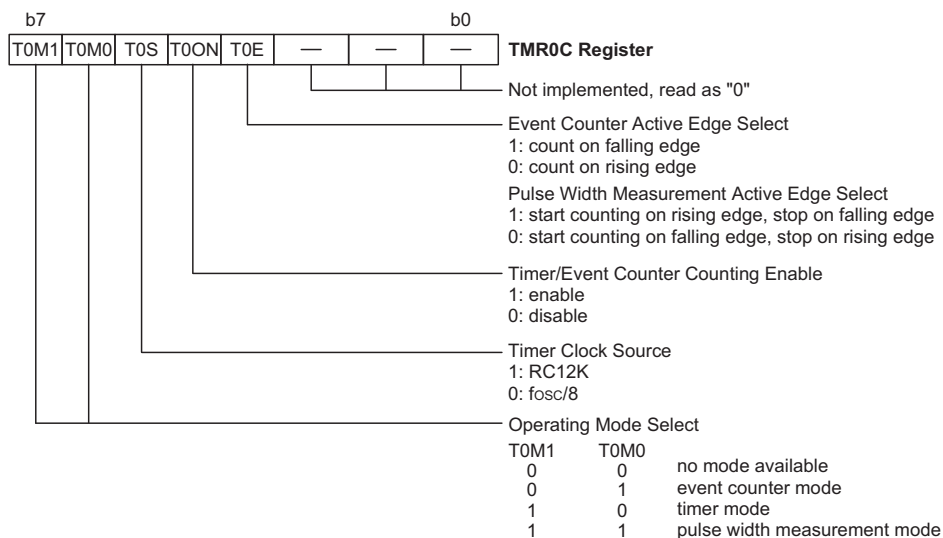 b7 b0
T0M1 T0M0 T0S T0ON T0E — — — TMR0C Register
Not implemented, read as "0"
Event Counter Active Edge Select
1: count on falling edge
0: count on rising edge
Pulse Width Measurement Active Edge Select
1: start counting on rising edge, stop on falling edge
0: start counting on falling edge, stop on rising edge
Timer/Event Counter Counting Enable
1: enable
0: disable
Timer Clock Source
1: RC12K
0: fOSC/8
Operating Mode Select
T0M1 T0M0
0 0 no mode available
0 1 event counter mode
1 0 timer mode
1 1 pulse width measurement mode